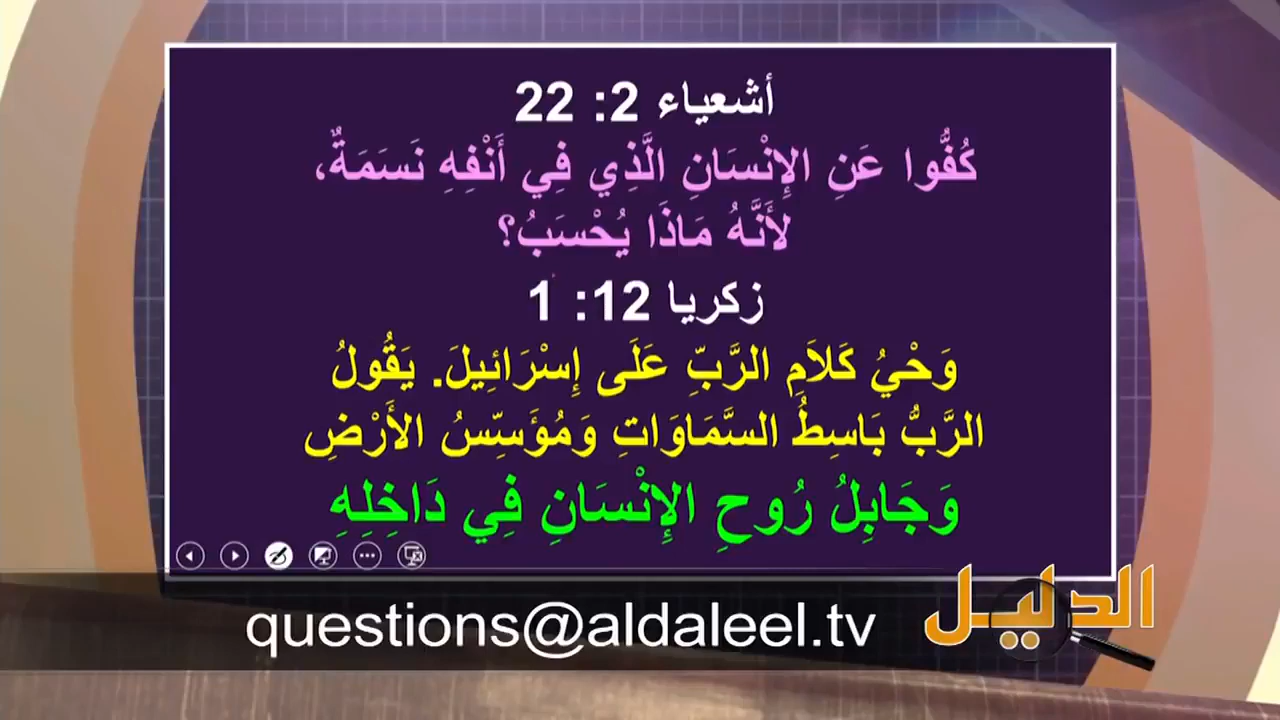 أشعياء 2: 22
كُفُّوا عَنِ الإِنْسَانِ الَّذِي فِي أَنْفِهِ نَسَمَةٌ،
لأَنَّهُ مَاذَا يُحْسَبُ؟
زكريا 12: 1
وَحْيُ كَلاَمِ الرَّبِّ عَلَى إِسْرَائِيلَ. يَقُولُ
الرَّبُّ بَاسِطُ السَّمَاوَاتِ وَمُؤَسِّسُ الأَرْضِ
وَجَابِلُ رُوحِ الإِنْسَانِ فِي دَاخِلِهِ
الدليل
questions@aldaleel.tv